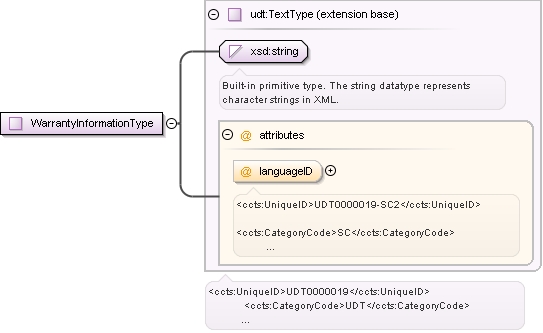 udt:TextType (extension base)
xsd:string
Built-in primitive type. The string datatype represents
character strings in XML.
WarrantyInformationType
@ attributes
@ languageID
<ccts:UniqueID>UDT0000019-SC2</ccts:UniqueID>
<ccts:CategoryCode>SC</ccts:CategoryCode>
...
<ccts:UniqueID>UDT0000019</ccts:UniqueID>
<ccts:CategoryCode>UDT</ccts:CategoryCode>
...